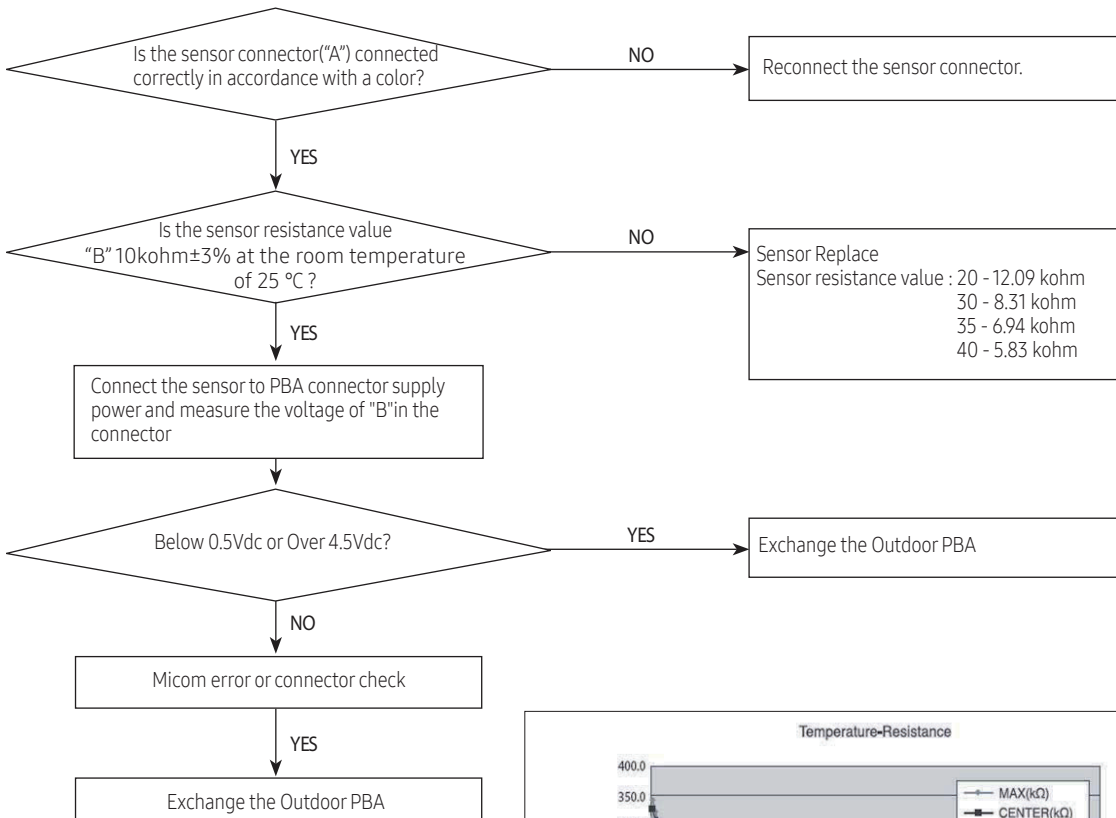 Is the sensor connector("A") connected
correctly in accordance with a color?
NO
Reconnect the sensor connector.
YES
Is the sensor resistance value
"B" 10kohm±3% at the room temperature
of 25 °C ?
NO
Sensor Replace
Sensor resistance value : 20 - 12.09 kohm
30 - 8.31 kohm
35 - 6.94 kohm
40 - 5.83 kohm
YES
Connect the sensor to PBA connector supply
power and measure the voltage of "B"in the
connector
Below 0.5Vdc or Over 4.5Vdc?
YES
Exchange the Outdoor PBA
NO
Micom error or connector check
YES
Exchange the Outdoor PBA
Temperature-Resistance
400.0
350.0
MAX(kΩ)
CENTER(kΩ)